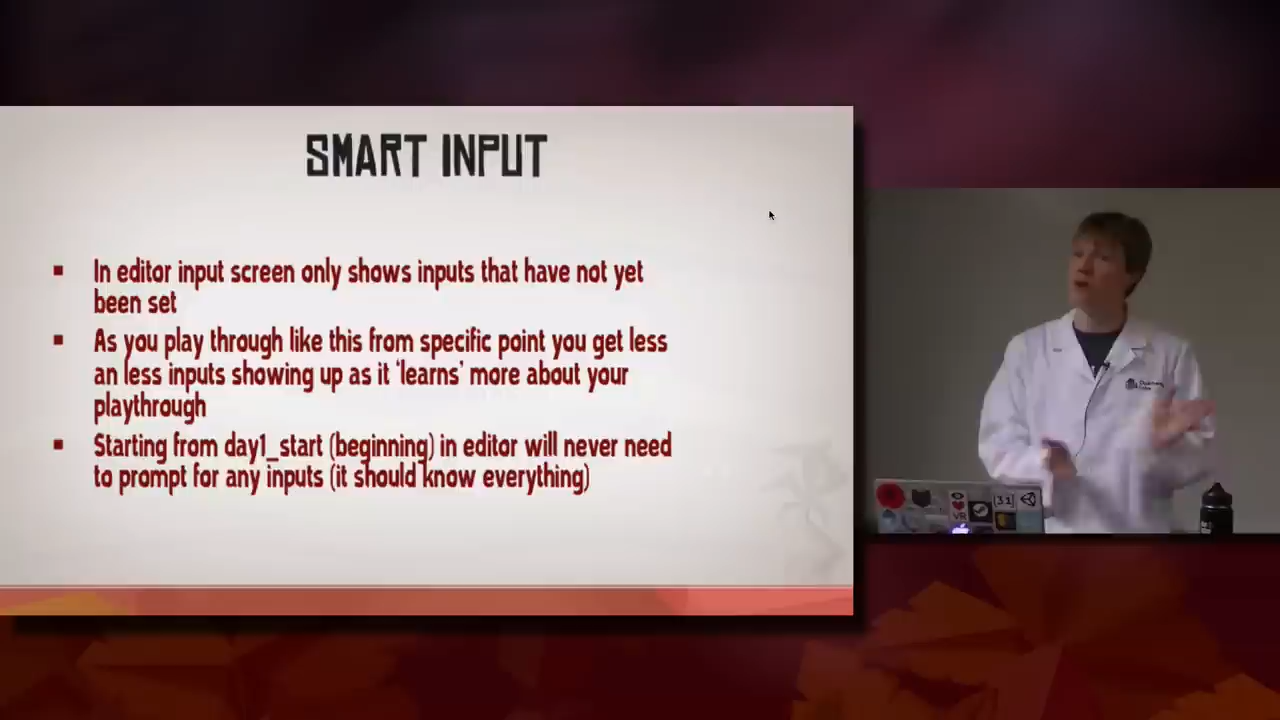 SMART INPUT
In editor input screen only shows inputs that have not yet
been set
As you play through like this from specific point you get less
an less inputs showing up as it 'learns' more about your
playthrough
Starting from day1_start (beginning) in editor will never need
to prompt for any inputs (it should know everything)
VR
31